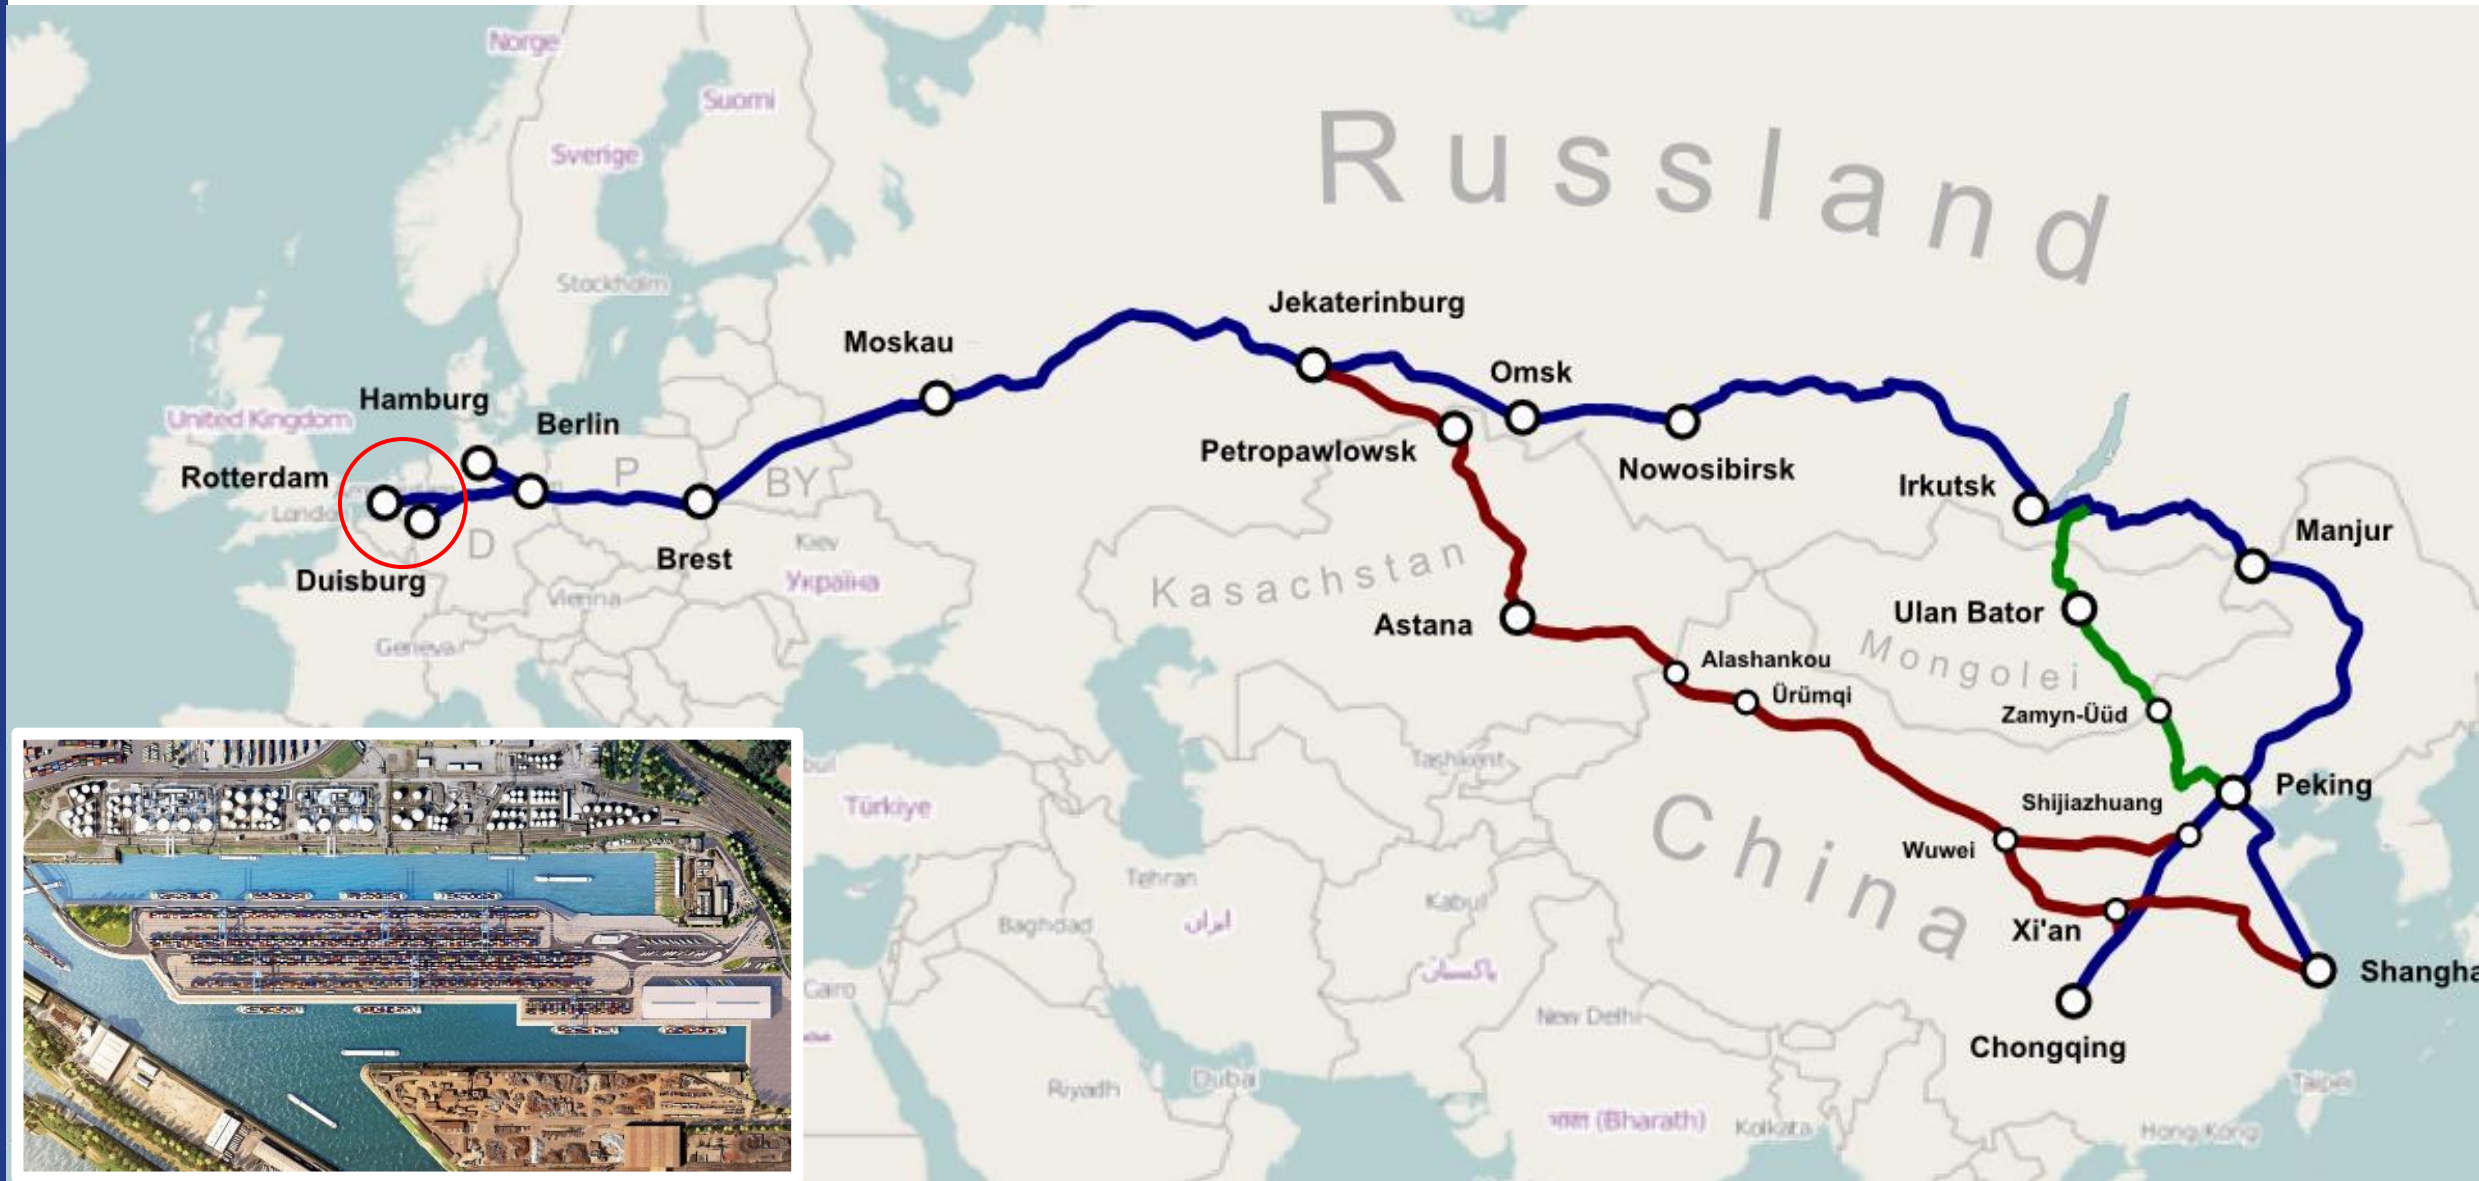 Norge
Suomi
Sverige
Russland
Stockholm
Jekaterinburg
Moskau
Omsk
Hamburg
United Kingdom
Berlin
Petropawlowsk
P
BY
Nowosibirsk
Rotterdam
Irkutsk
London
Manjur
D
Kiev
Brest
Україна
Duisburg
Kasachstan
Vienna
Ulan Bator
Astana
Geneva
Alashankou
Mongolei
Ürümqi
Zamyn-Üüd
Tashkent
Peking
Türkiye
Shijiazhuang
China
Wuwei
Tehran
Kabul
ایران
Baghdad
Xi'an
پاکستان
Shangha
Cairo
New Delhi
Chongqing
Dubai
Riyadh
Taipei
भारत (Bharath)
Kolkata
Hong Kong